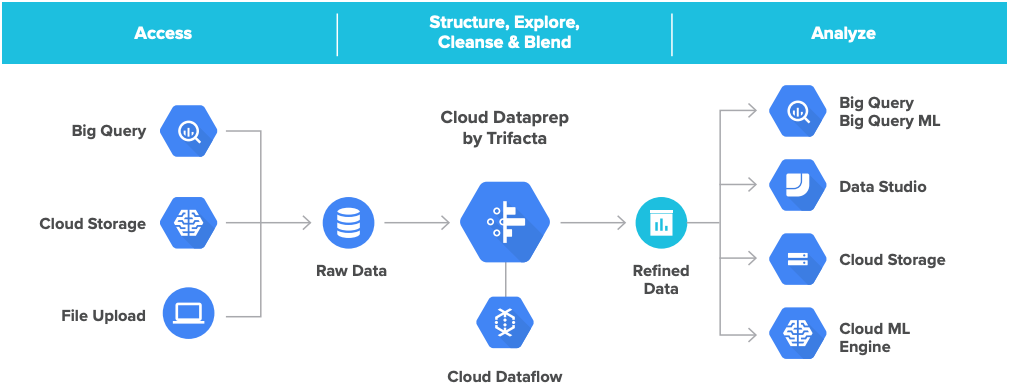 Access
Structure, Explore,
Cleanse & Blend
Analyze
Big Query
Cloud Storage
File Upload
Raw Data
Cloud Dataprep
by Trifacta
Cloud Dataflow
Refined
Data
Big Query
Big Query ML
Data Studio
Cloud Storage
Cloud ML
Engine